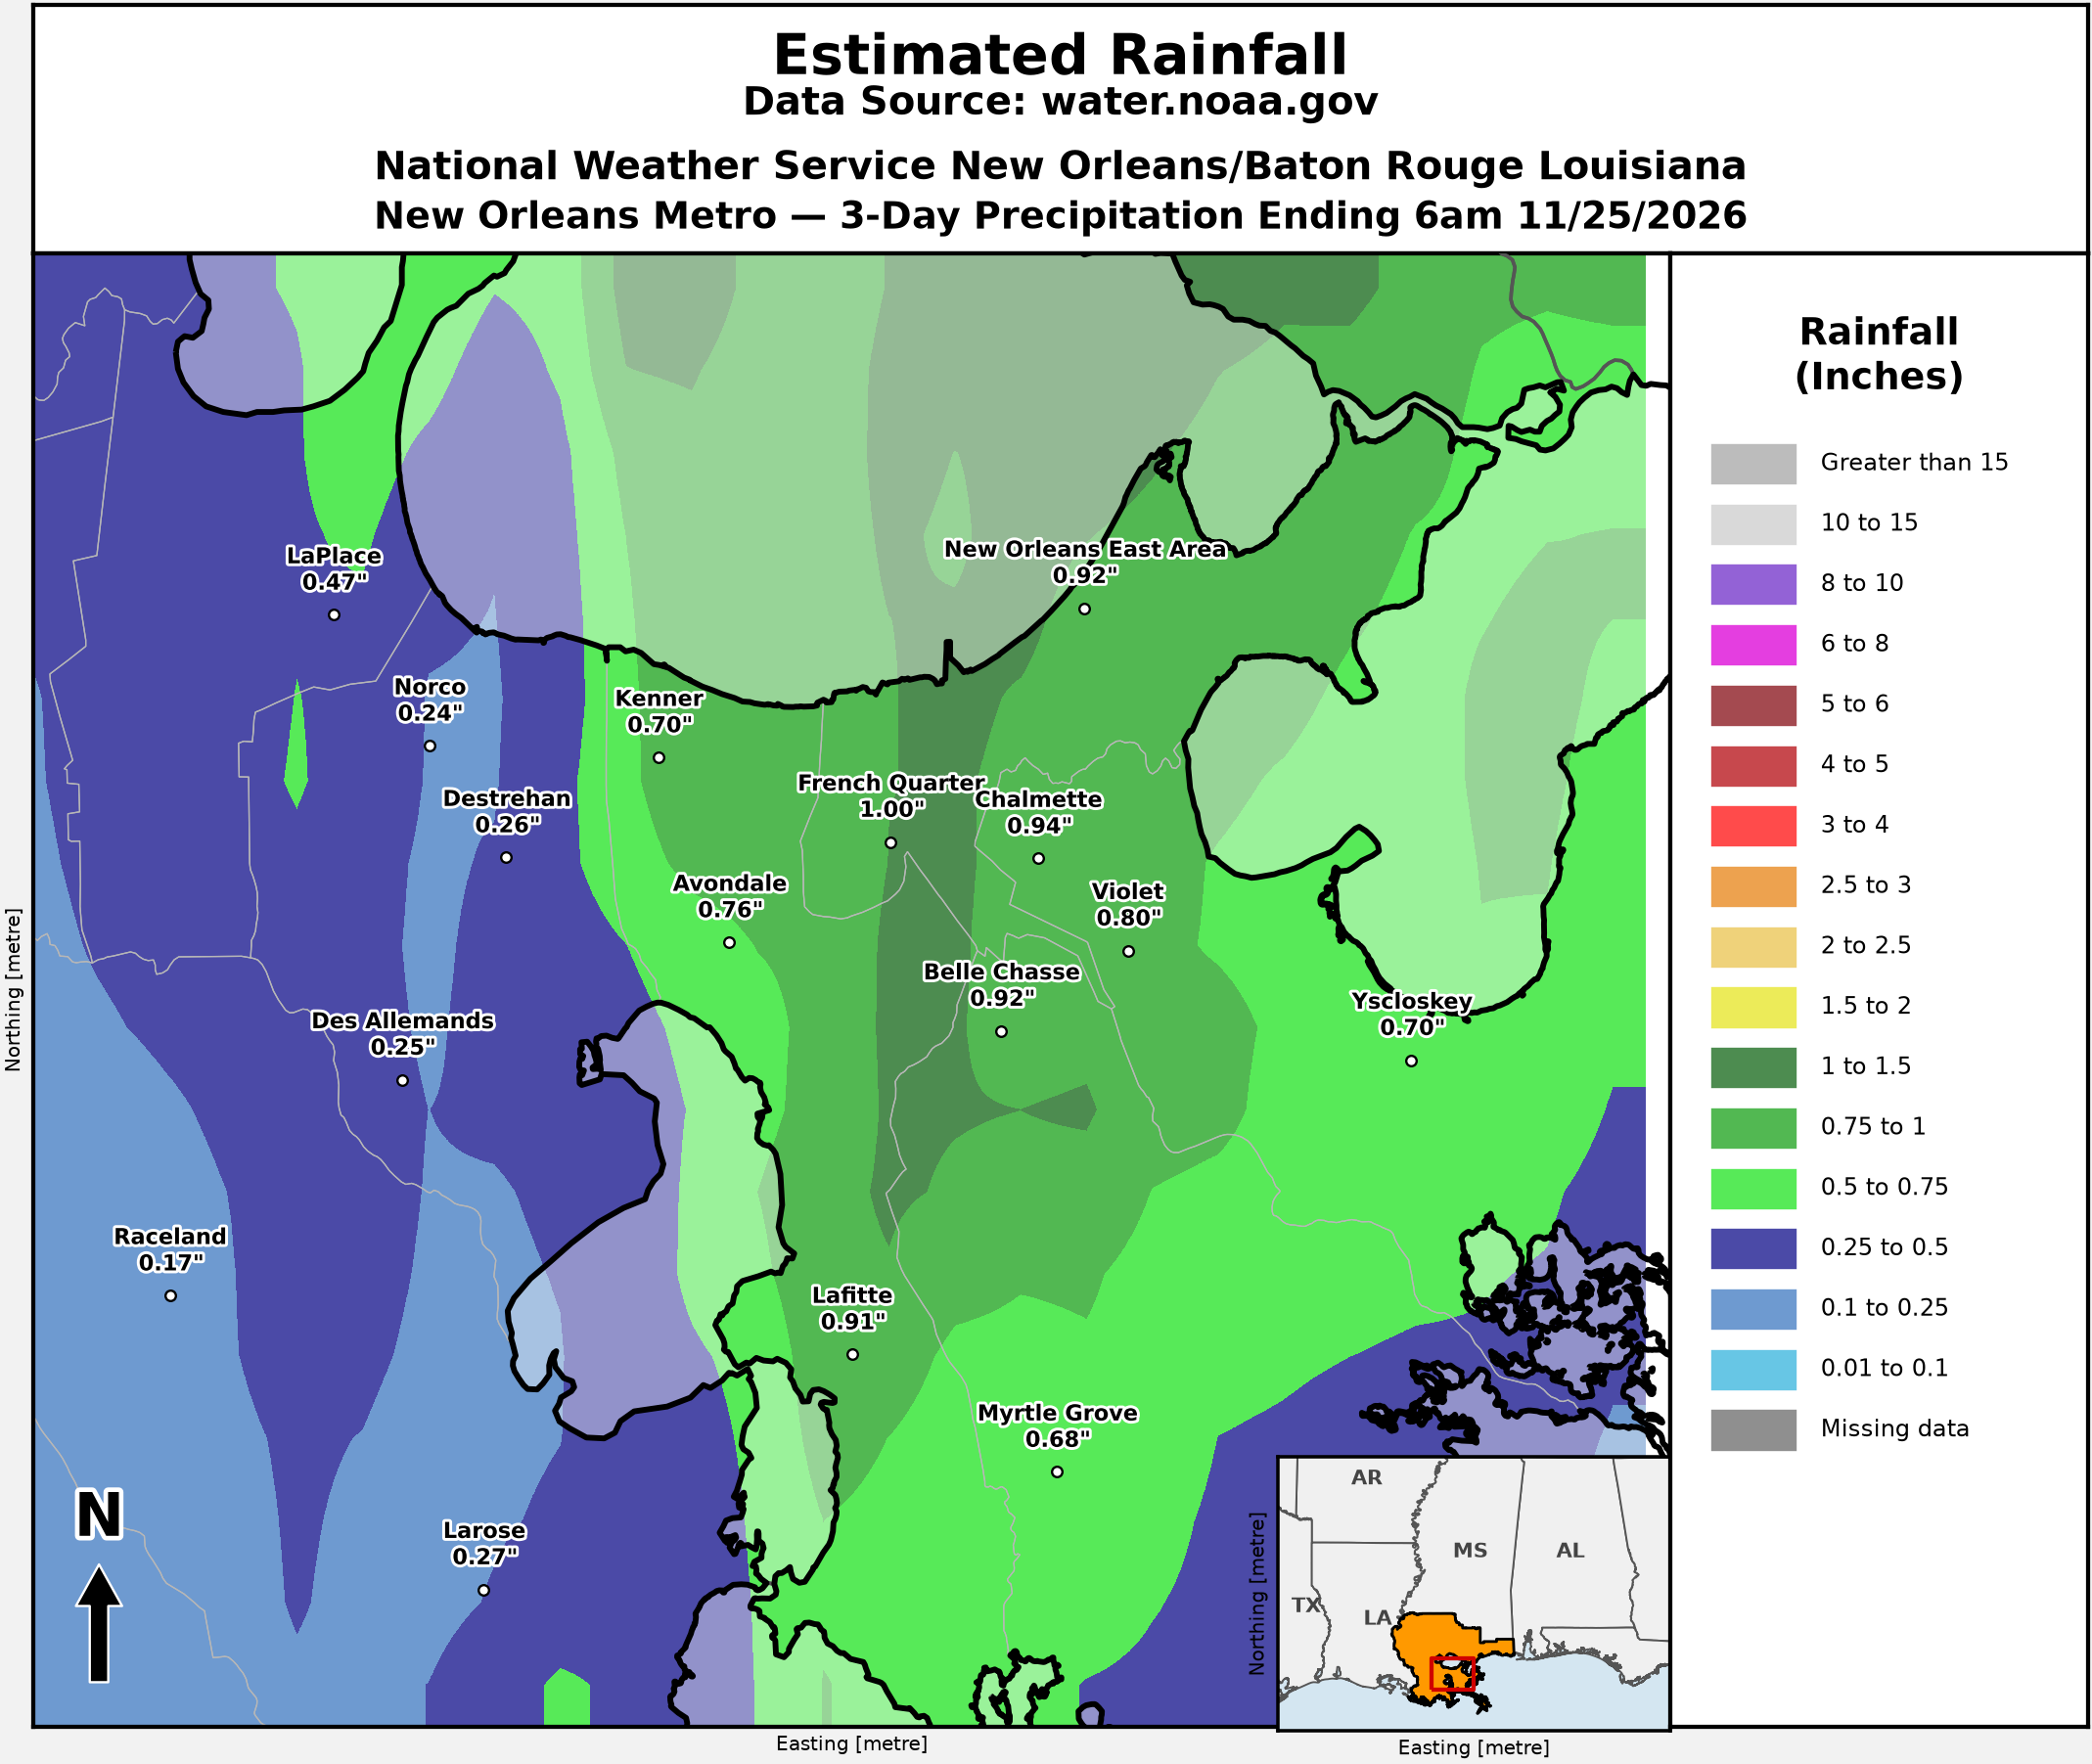 Estimated Rainfall
Data Source: water.noaa.gov
National Weather Service New Orleans/Baton Rouge Louisiana
New Orleans Metro — 3-Day Precipitation Ending 6am 11/25/2026
Rainfall
(Inches)
Greater than 15
10 to 15
8 to 10
6 to 8
5 to 6
4 to 5
3 to 4
2.5 to 3
2 to 2.5
1.5 to 2
1 to 1.5
0.75 to 1
0.5 to 0.75
0.25 to 0.5
0.1 to 0.25
0.01 to 0.1
Missing data
New Orleans East Area
0.92"
LaPlace
0.47"
Norco
0.24"
Kenner
0.70"
French Quarter
1.00"
Destrehan
0.26"
Chalmette
0.94"
Avondale
0.76"
Violet
0.80"
Belle Chasse
0.92"
Yscloskey
0.70"
Des Allemands
0.25"
Raceland
0.17"
Lafitte
0.91"
Myrtle Grove
0.68"
Larose
0.27"
N
AR
MS
AL
TX
LA
Northing [metre]
Northing [metre]
Easting [metre]
Easting [metre]